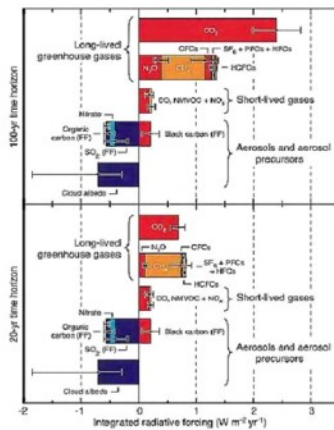 100-yr time horizon
Long-lived
greenhouse gases
CO₂
CFCs
SF₆ + PFCs + HFCs
N₂O
CH₄
HCFCs
CO, NMVOC + NOₓ
Short-lived gases
Nitrate
Organic
carbon (FF)
SO₂ (FF)
Black carbon (FF)
Aerosols and aerosol
precursors
Cloud albedo
20-yr time horizon
Long-lived
greenhouse gases
CO₂
N₂O
CFCs
SF₆ + PFCs
+ HFCs
HCFCs
CO, NMVOC + NOₓ
Short-lived gases
Nitrate
Organic
carbon (FF)
SO₂ (FF)
Black carbon (FF)
Aerosols and aerosol
precursors
Cloud albedo
-2 -1 0 1 2 3
Integrated radiative forcing (W m⁻² yr)